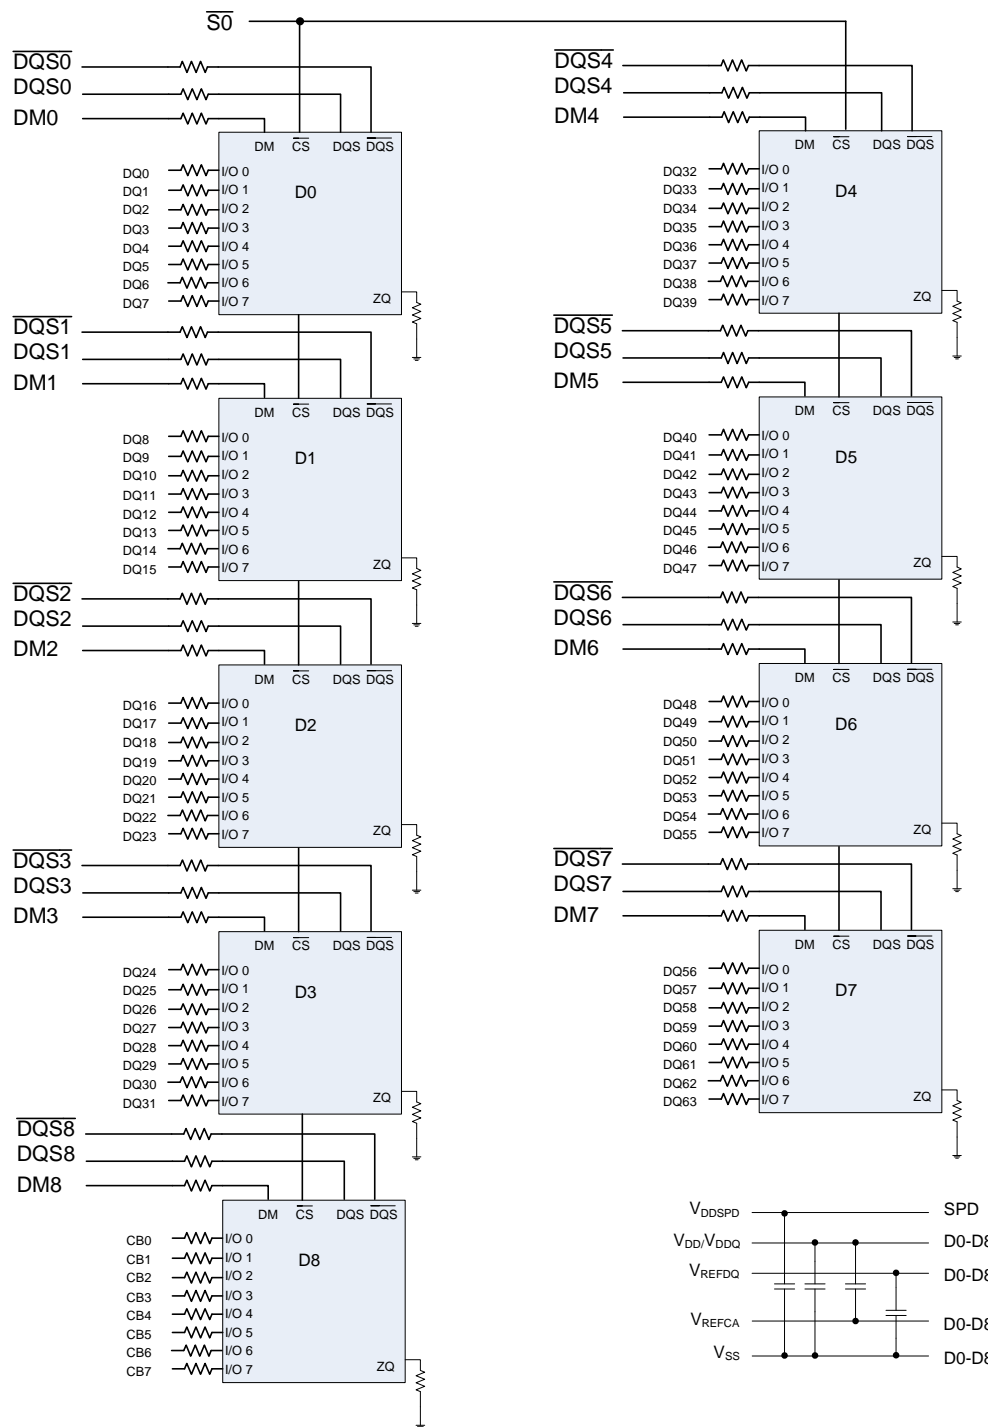 S0
DQS0
DQS0
DM0
DM CS DQS DQS
D0
DQ0 I/O 0
DQ1 I/O 1
DQ2 I/O 2
DQ3 I/O 3
DQ4 I/O 4
DQ5 I/O 5
DQ6 I/O 6
DQ7 I/O 7
ZQ
DQS1
DQS1
DM1
DM CS DQS DQS
D1
DQ8 I/O 0
DQ9 I/O 1
DQ10 I/O 2
DQ11 I/O 3
DQ12 I/O 4
DQ13 I/O 5
DQ14 I/O 6
DQ15 I/O 7
ZQ
DQS2
DQS2
DM2
DM CS DQS DQS
D2
DQ16 I/O 0
DQ17 I/O 1
DQ18 I/O 2
DQ19 I/O 3
DQ20 I/O 4
DQ21 I/O 5
DQ22 I/O 6
DQ23 I/O 7
ZQ
DQS3
DQS3
DM3
DM CS DQS DQS
D3
DQ24 I/O 0
DQ25 I/O 1
DQ26 I/O 2
DQ27 I/O 3
DQ28 I/O 4
DQ29 I/O 5
DQ30 I/O 6
DQ31 I/O 7
ZQ
DQS8
DQS8
DM8
DM CS DQS DQS
D8
CB0 I/O 0
CB1 I/O 1
CB2 I/O 2
CB3 I/O 3
CB4 I/O 4
CB5 I/O 5
CB6 I/O 6
CB7 I/O 7
ZQ
DQS4
DQS4
DM4
DM CS DQS DQS
D4
DQ32 I/O 0
DQ33 I/O 1
DQ34 I/O 2
DQ35 I/O 3
DQ36 I/O 4
DQ37 I/O 5
DQ38 I/O 6
DQ39 I/O 7
ZQ
DQS5
DQS5
DM5
DM CS DQS DQS
D5
DQ40 I/O 0
DQ41 I/O 1
DQ42 I/O 2
DQ43 I/O 3
DQ44 I/O 4
DQ45 I/O 5
DQ46 I/O 6
DQ47 I/O 7
ZQ
DQS6
DQS6
DM6
DM CS DQS DQS
D6
DQ48 I/O 0
DQ49 I/O 1
DQ50 I/O 2
DQ51 I/O 3
DQ52 I/O 4
DQ53 I/O 5
DQ54 I/O 6
DQ55 I/O 7
ZQ
DQS7
DQS7
DM7
DM CS DQS DQS
D7
DQ56 I/O 0
DQ57 I/O 1
DQ58 I/O 2
DQ59 I/O 3
DQ60 I/O 4
DQ61 I/O 5
DQ62 I/O 6
DQ63 I/O 7
ZQ
VDDSPD SPD
VDD/VDDQ D0-D8
VREFDQ D0-D8
VREFCA D0-D8
VSS D0-D8